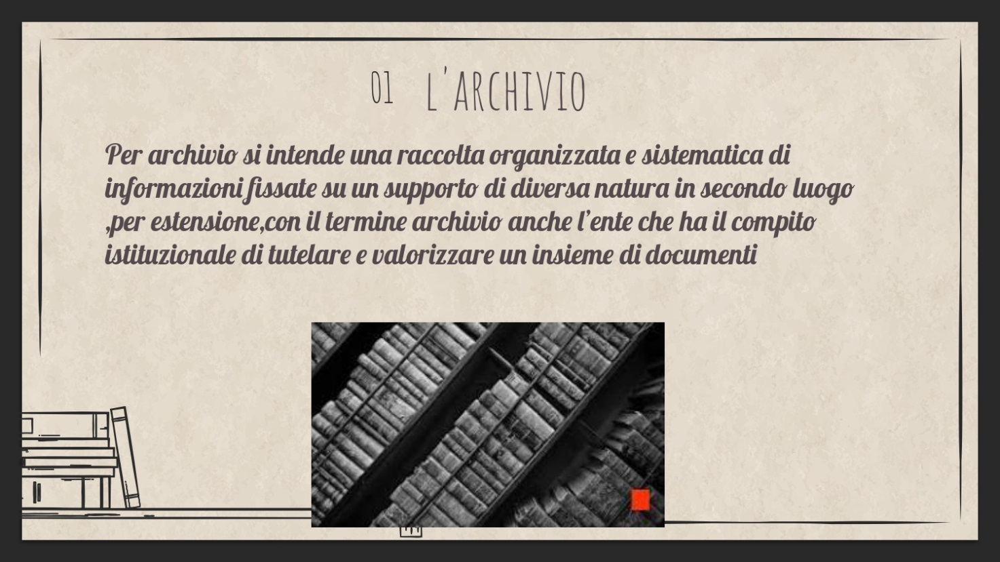 01 L'ARCHIVIO
Per archivio si intende una raccolta organizzata e sistematica di
informazioni fissate su un supporto di diversa natura in secondo luogo
,per estensione,con il termine archivio anche l'ente che ha il compito
istituzionale di tutelare e valorizzare un insieme di documenti